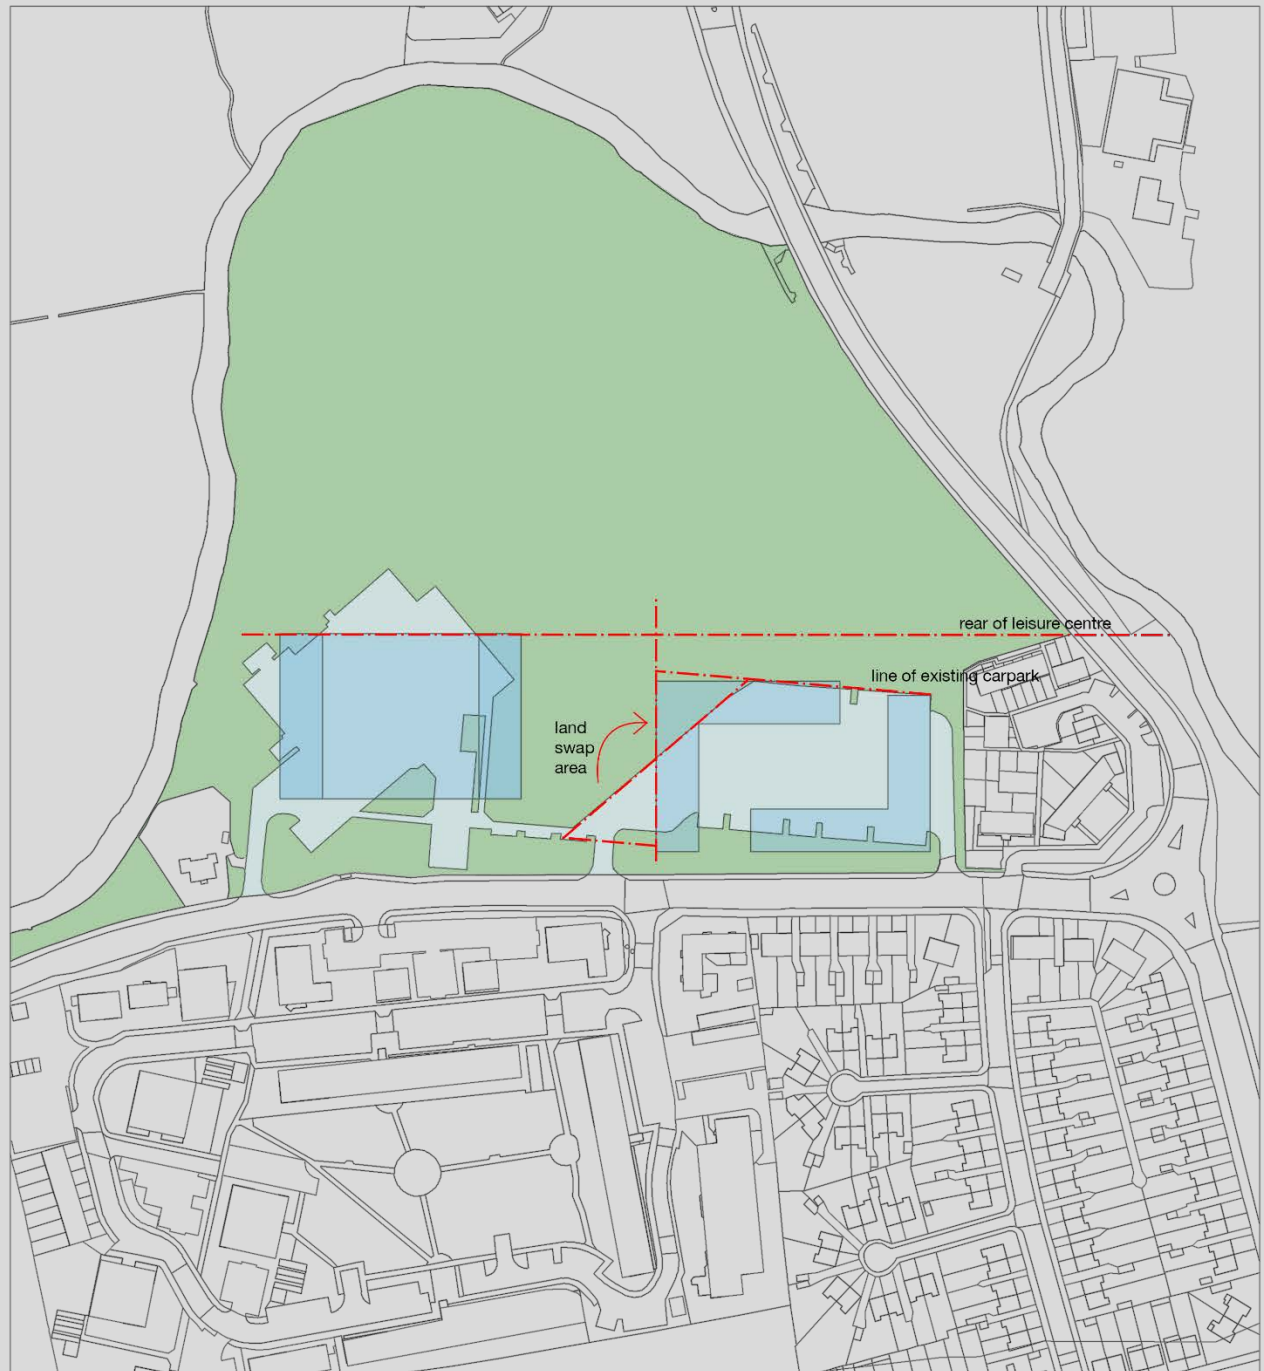 rear of leisure centre
line of existing carpark
land
swap
area